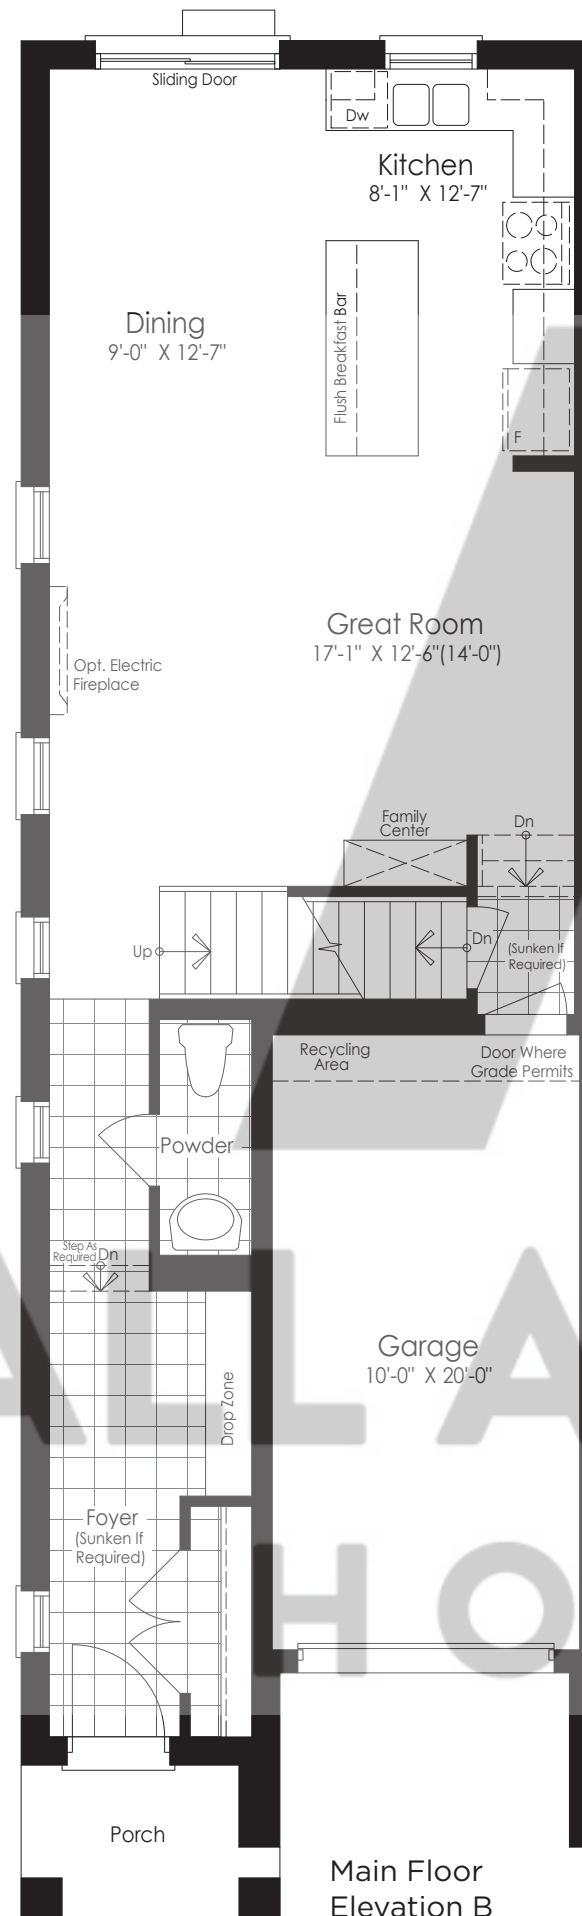 Sliding Door
Dw
Kitchen
8'-1" X 12'-7"
Dining
9'-0" X 12'-7"
Flush Breakfast Bar
F
Great Room
17'-1" X 12'-6"(14'-0")
Opt. Electric
Fireplace
Family
Center
Dn
Up
Dn
(Sunken If
Required)
Recycling
Area
Door Where
Grade Permits
Powder
Step As
Required Dn
ALL A
Garage
10'-0" X 20'-0"
Drop Zone
Foyer
(Sunken If
Required)
HO
Porch
Main Floor
Elevation B